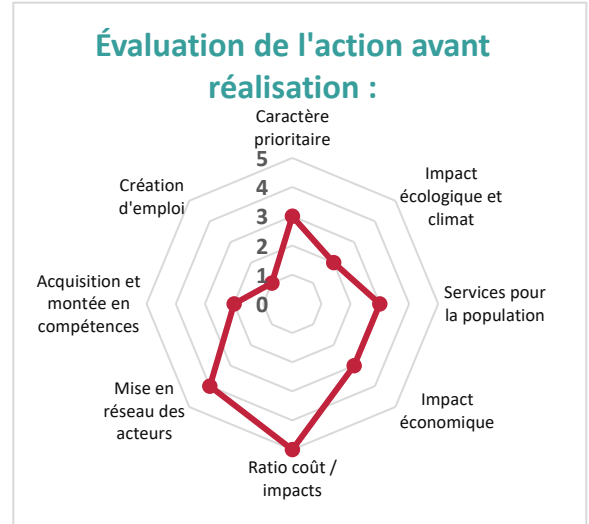 Évaluation de l'action avant
réalisation :
Caractère
prioritaire
Impact
écologique et
climat
Services pour
la population
Impact
économique
Ratio coût /
impacts
Mise en
réseau des
acteurs
Acquisition et
montée en
compétences
Création
d'emploi
5
4
3
2
1
0